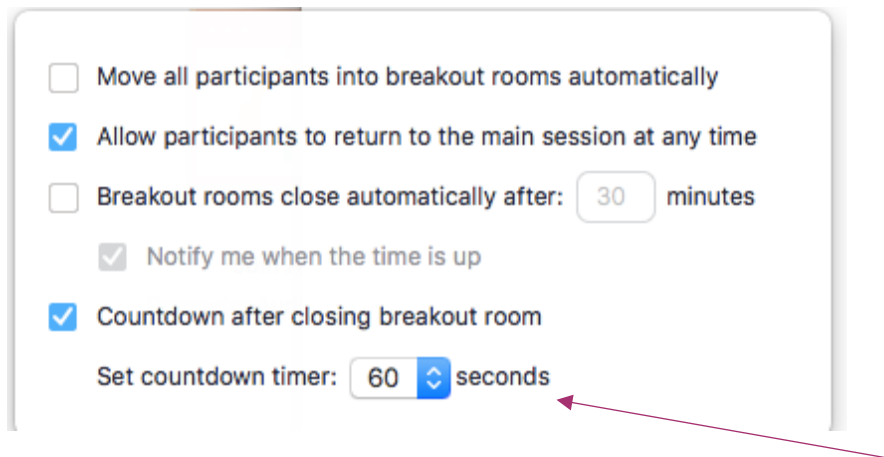 Move all participants into breakout rooms automatically
Allow participants to return to the main session at any time
Breakout rooms close automatically after: 30 minutes
Notify me when the time is up
Countdown after closing breakout room
Set countdown timer: 60 seconds